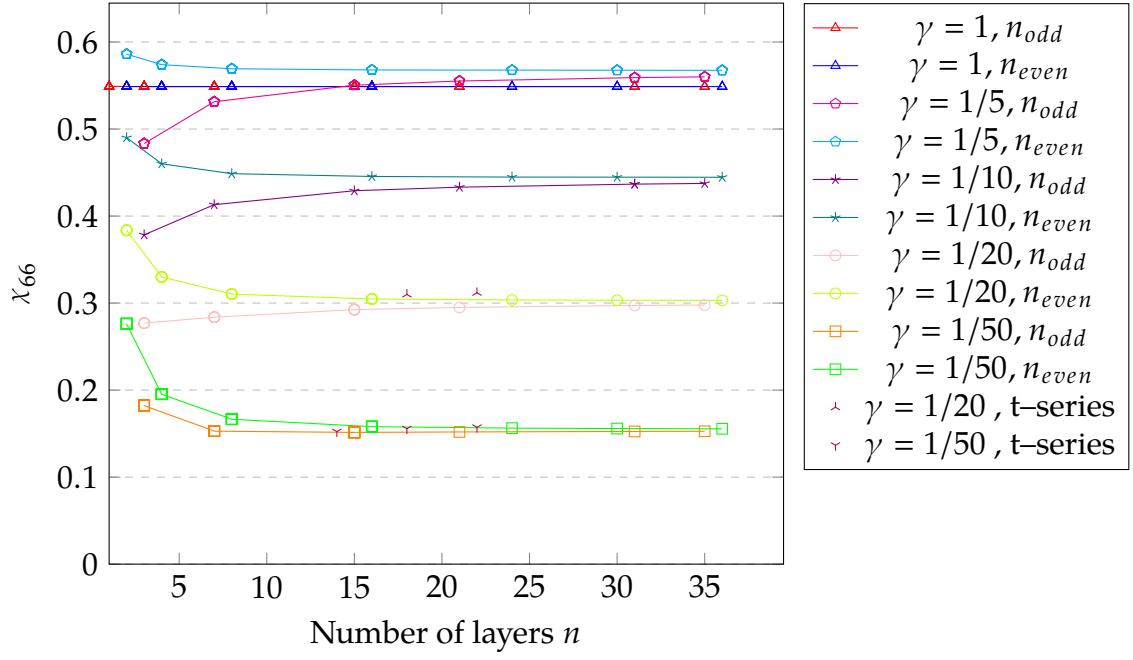 0.6
0.5
0.4
0.3
0.2
0.1
0
χ66
5 10 15 20 25 30 35
Number of layers n
γ = 1, nodd
γ = 1, neven
γ = 1/5, nodd
γ = 1/5, neven
γ = 1/10, nodd
γ = 1/10, neven
γ = 1/20, nodd
γ = 1/20, neven
γ = 1/50, nodd
γ = 1/50, neven
γ = 1/20 , t–series
γ = 1/50 , t–series